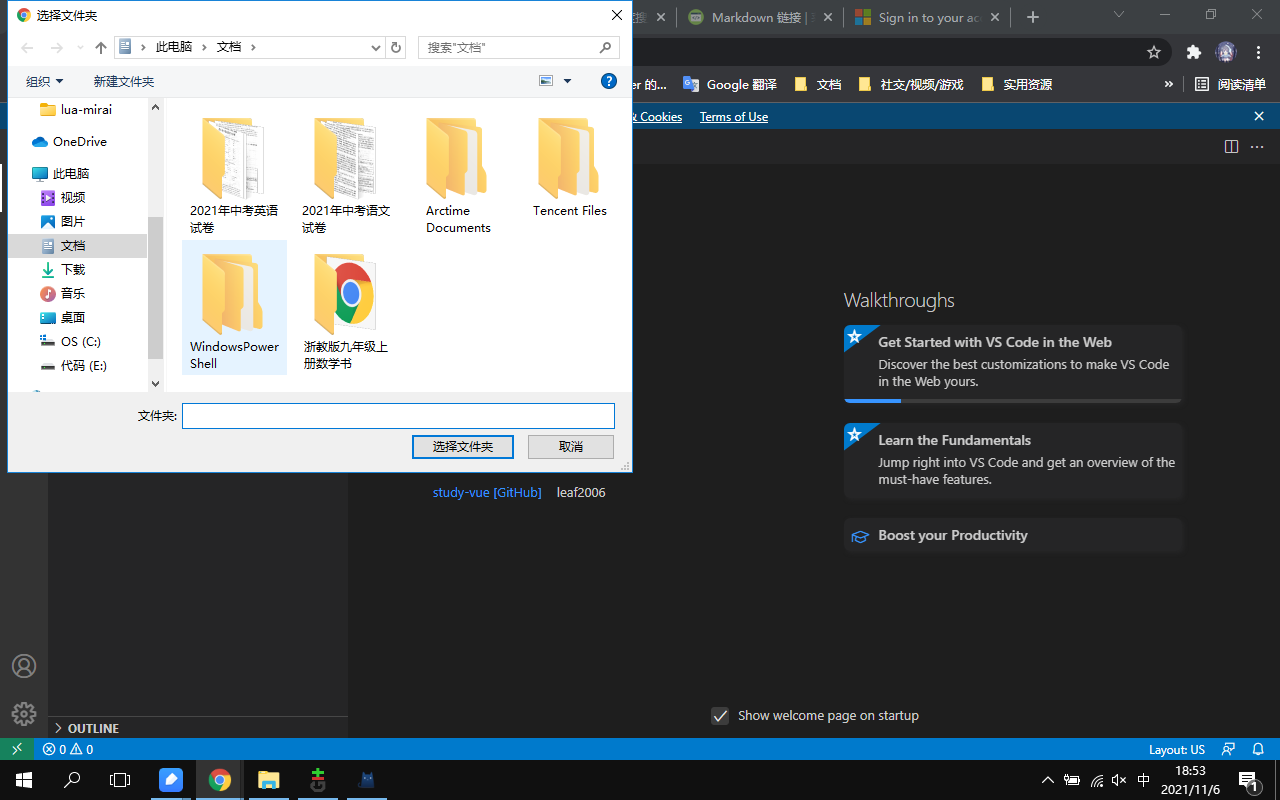 选择文件夹
Markdown 链接 |
Sign in to your ac
此电脑
文档
搜索"文档"
组织
新建文件夹
er 的...
Google 翻译
文档
社交/视频/游戏
实用资源
»
阅读清单
& Cookies
Terms of Use
lua-mirai
OneDrive
此电脑
视频
图片
文档
下载
音乐
桌面
OS (C:)
代码 (E:)
2021年中考英语
试卷
2021年中考语文
试卷
Arctime
Documents
Tencent Files
WindowsPower
Shell
浙教版九年级上
册数学书
文件夹:
选择文件夹
取消
study-vue [GitHub]
leaf2006
Walkthroughs
Get Started with VS Code in the Web
Discover the best customizations to make VS Code
in the Web yours.
Learn the Fundamentals
Jump right into VS Code and get an overview of the
must-have features.
Boost your Productivity
Show welcome page on startup
OUTLINE
0
0
Layout: US
中
18:53
2021/11/6
1